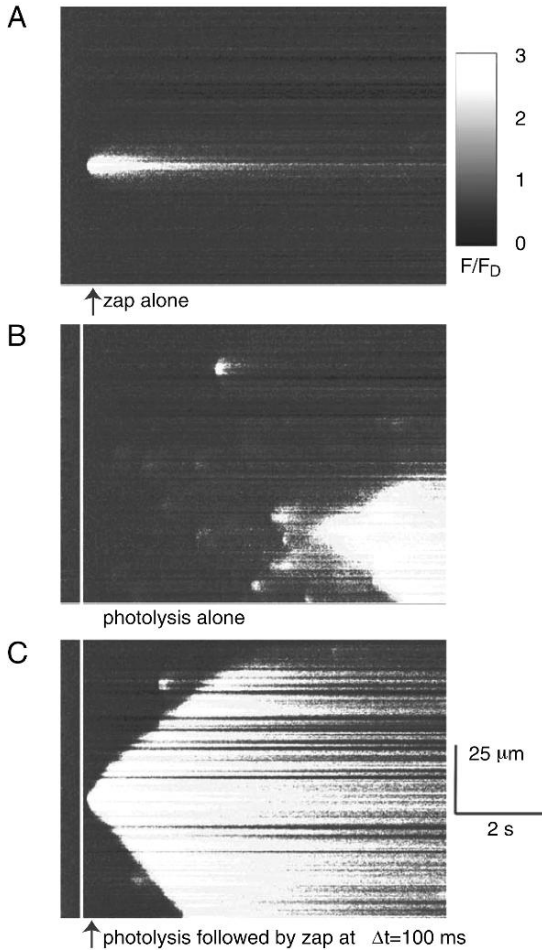 A
3
2
1
0
F/FD
zap alone
B
photolysis alone
C
25 μm
2 s
photolysis followed by zap at Δt=100 ms